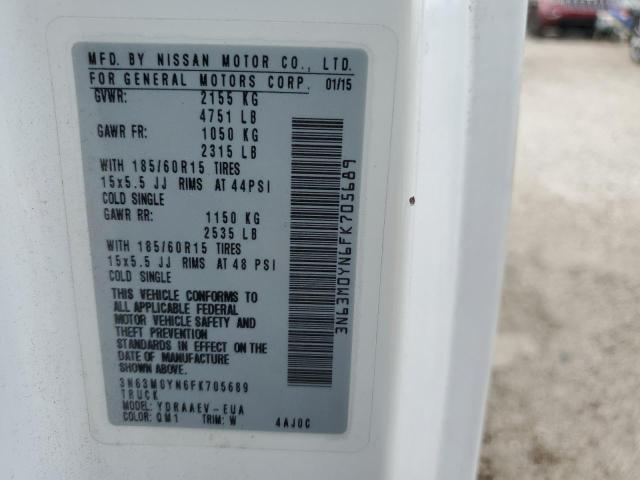 MFD. BY NISSAN MOTOR CO., LTD.
FOR GENERAL MOTORS CORP. 01/15
GVWR: 2155 KG
4751 LB
GAWR FR: 1050 KG
2315 LB
WITH 185/60R15 TIRES
15x5.5 JJ RIMS AT 44PSI
COLD SINGLE
GAWR RR: 1150 KG
2535 LB
WITH 185/60R15 TIRES
15x5.5 JJ RIMS AT 48 PSI
COLD SINGLE
THIS VEHICLE CONFORMS TO
ALL APPLICABLE FEDERAL
MOTOR VEHICLE SAFETY AND
THEFT PREVENTION
STANDARDS IN EFFECT ON THE
DATE OF MANUFACTURE
SHOWN ABOVE.
3N63M0YN6FK705689
TRUCK
MODEL: YDRAAEV-EUA
COLOR: QM1 TRIM: W 4AJ0C
3N63M0YN6FK705689